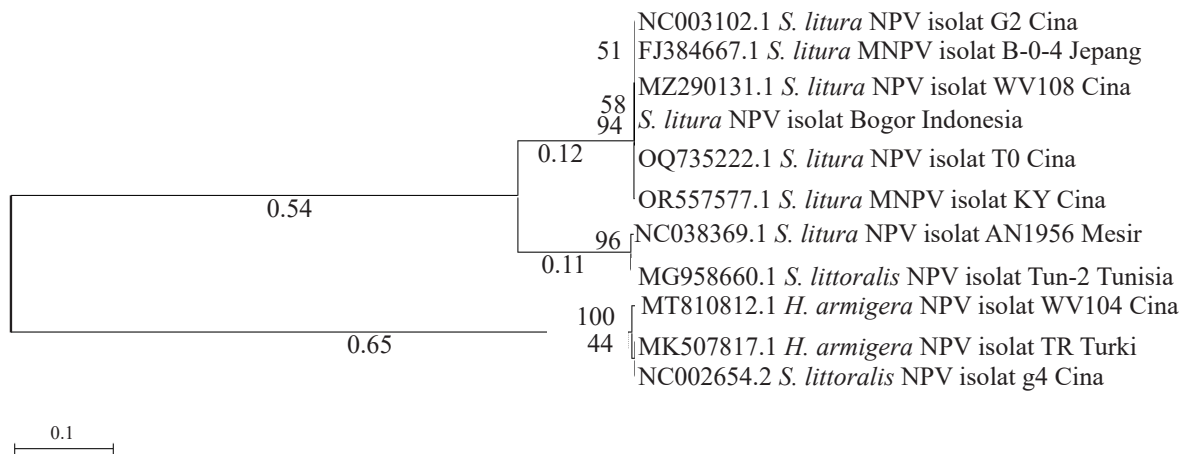 NC003102.1 S. litura NPV isolat G2 Cina
51 FJ384667.1 S. litura MNPV isolat B-0-4 Jepang
MZ290131.1 S. litura NPV isolat WV108 Cina
58
94 S. litura NPV isolat Bogor Indonesia
0.12
OQ735222.1 S. litura NPV isolat T0 Cina
OR557577.1 S. litura MNPV isolat KY Cina
0.54
96 NC038369.1 S. litura NPV isolat AN1956 Mesir
0.11
MG958660.1 S. littoralis NPV isolat Tun-2 Tunisia
100 MT810812.1 H. armigera NPV isolat WV104 Cina
0.65
44 MK507817.1 H. armigera NPV isolat TR Turki
NC002654.2 S. littoralis NPV isolat g4 Cina
0.1